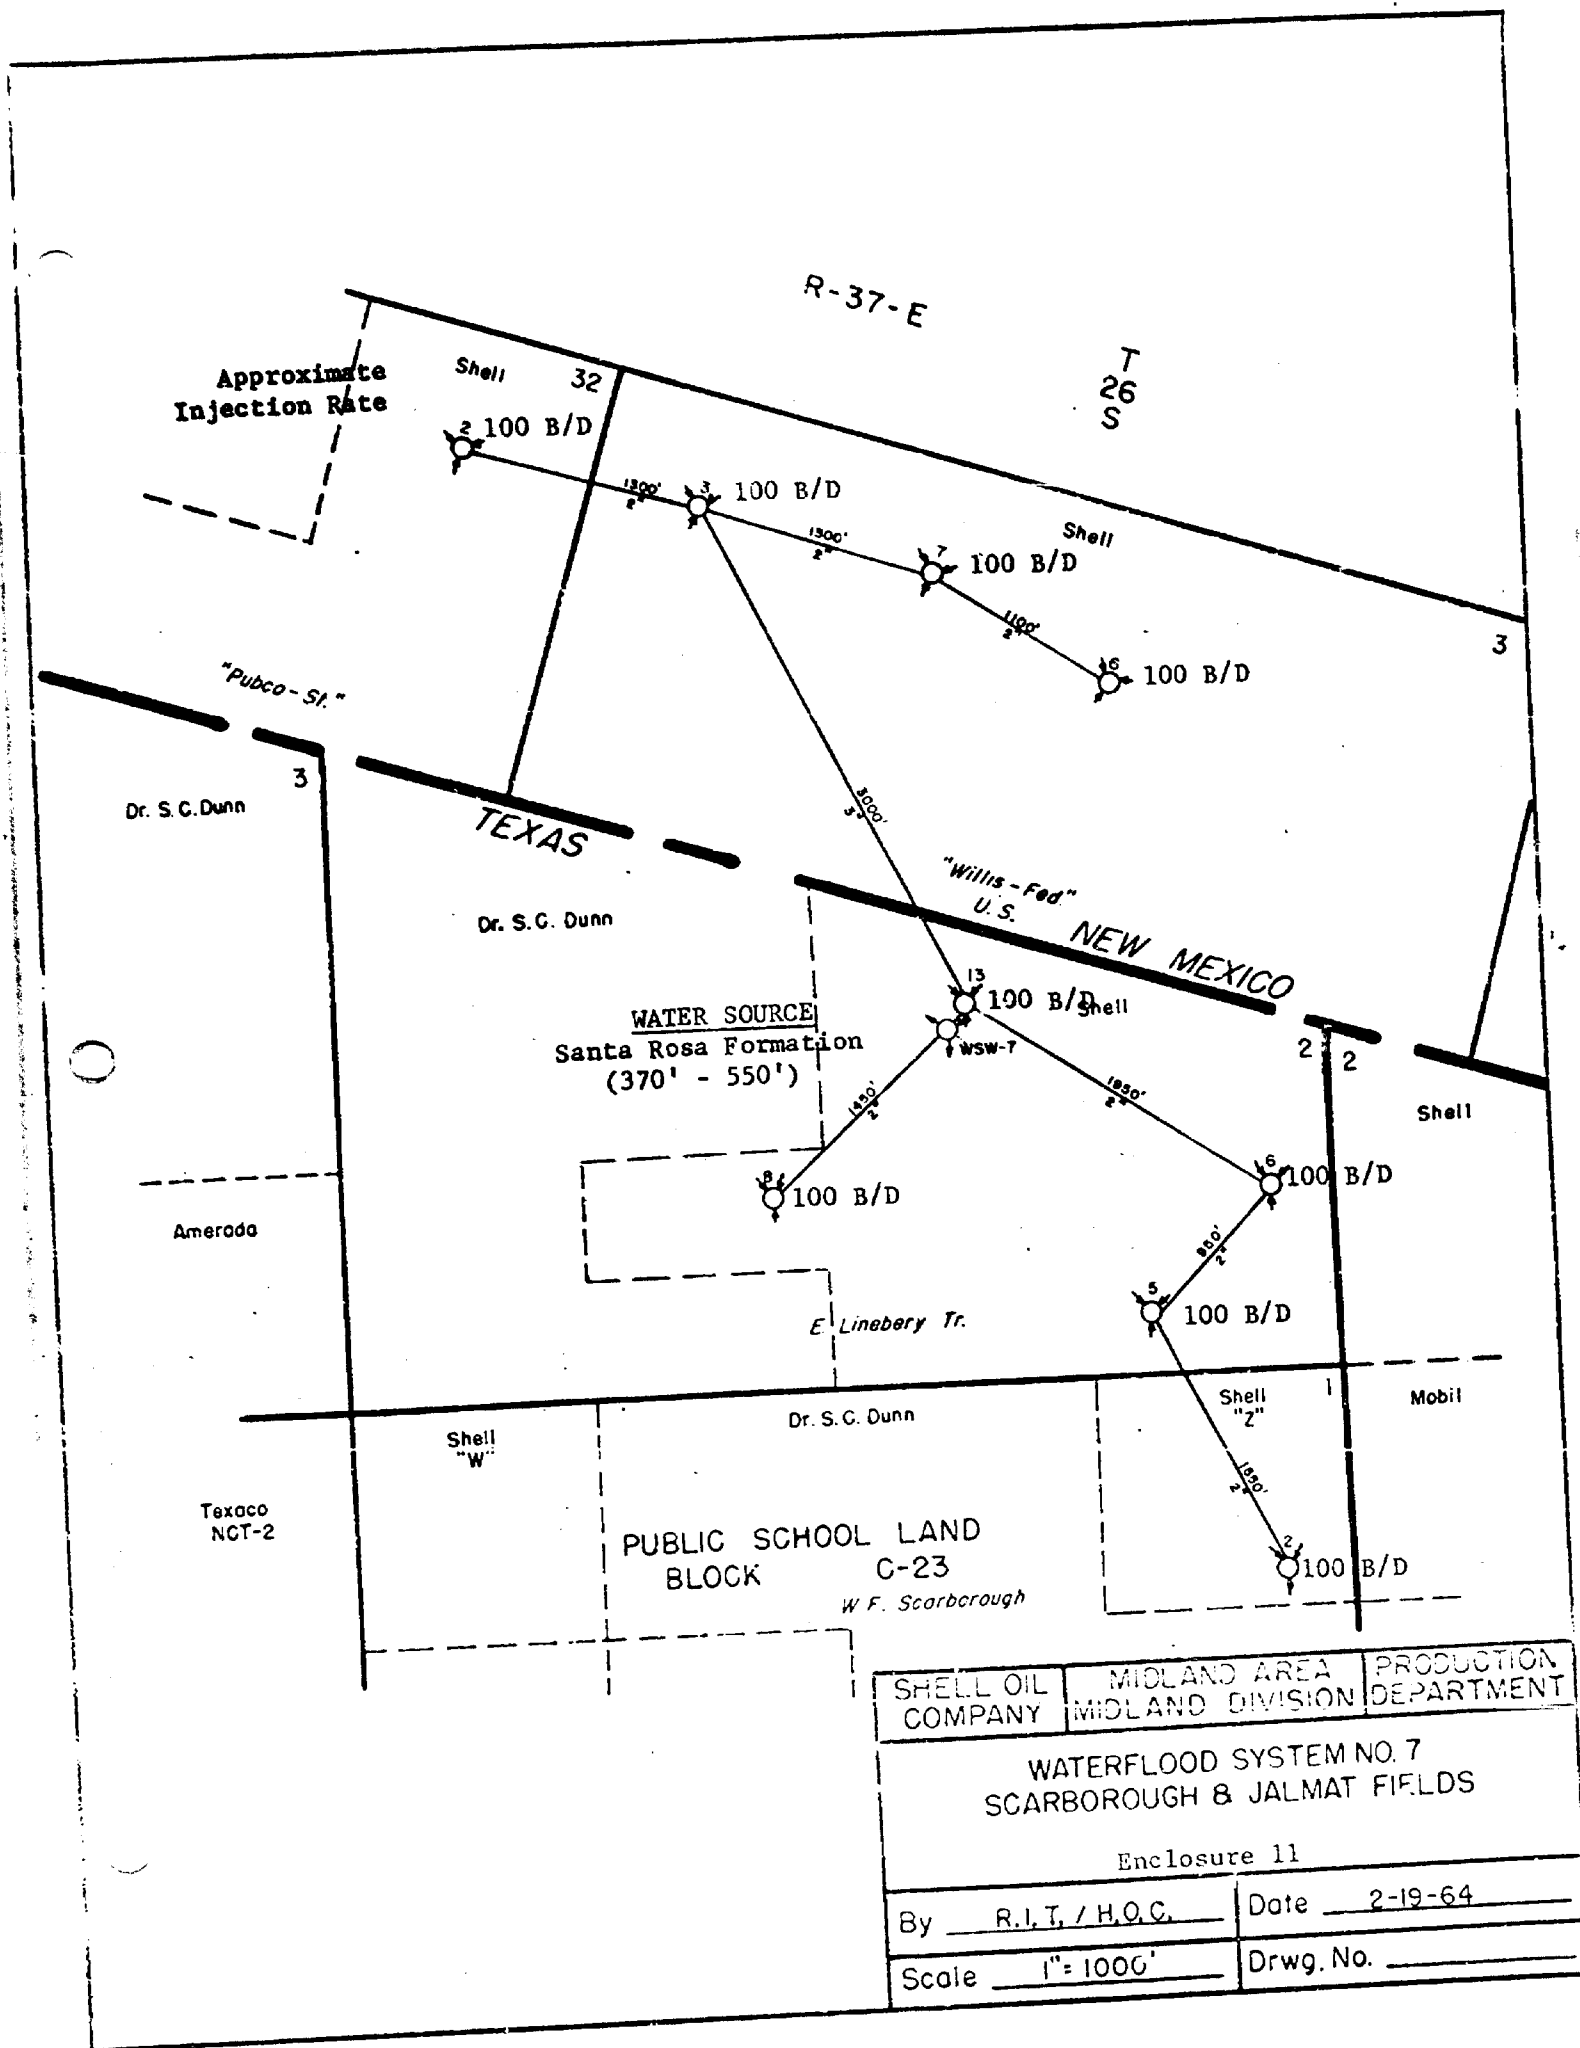 R-37-E
T
26
S
Approximate
Injection Rate
Shell
32
2
100 B/D
1300'
2"
3
100 B/D
1300'
2"
7
100 B/D
Shell
1100'
2"
6
100 B/D
3
"Pubco-St."
3
Dr. S.C. Dunn
TEXAS
3000'
3"
"Willis-Fed."
U.S.
NEW MEXICO
Dr. S.C. Dunn
13
100 B/D
Shell
WATER SOURCE
Santa Rosa Formation
(370' - 550')
WSW-7
2
2
Shell
1450'
2"
1950'
2"
8
100 B/D
6
100 B/D
Amerada
2"
5
100 B/D
E. Linebery Tr.
Dr. S.C. Dunn
Shell
"Z"
1
Mobil
Shell
"W"
2"
Texaco
NCT-2
PUBLIC SCHOOL LAND
BLOCK C-23
W. F. Scarborough
2
100 B/D
SHELL OIL
COMPANY
MIDLAND AREA
MIDLAND DIVISION
PRODUCTION
DEPARTMENT
WATERFLOOD SYSTEM NO. 7
SCARBOROUGH & JALMAT FIELDS
Enclosure 11
By R.I.T. / H.O.C.
Date 2-19-64
Scale 1"=1000'
Drwg. No.